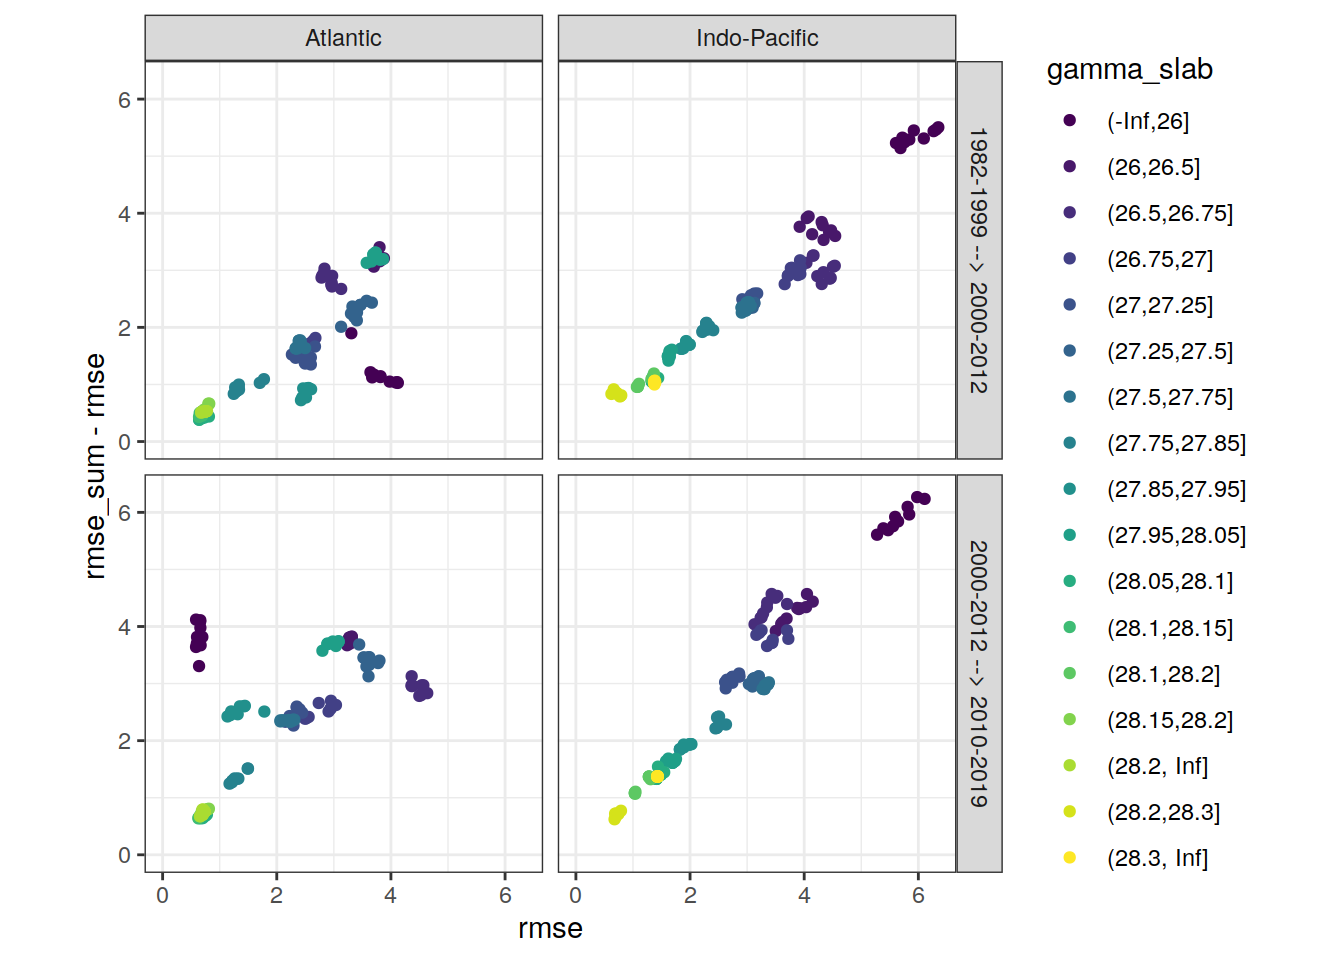 Atlantic
Indo-Pacific
1982-1999 --> 2000-2012
2000-2012 --> 2010-2019
6
4
2
0
6
4
2
0
rmse_sum - rmse
0 2 4 6
0 2 4 6
rmse
gamma_slab
(-Inf,26]
(26,26.5]
(26.5,26.75]
(26.75,27]
(27,27.25]
(27.25,27.5]
(27.5,27.75]
(27.75,27.85]
(27.85,27.95]
(27.95,28.05]
(28.05,28.1]
(28.1,28.15]
(28.1,28.2]
(28.15,28.2]
(28.2, Inf]
(28.2,28.3]
(28.3, Inf]